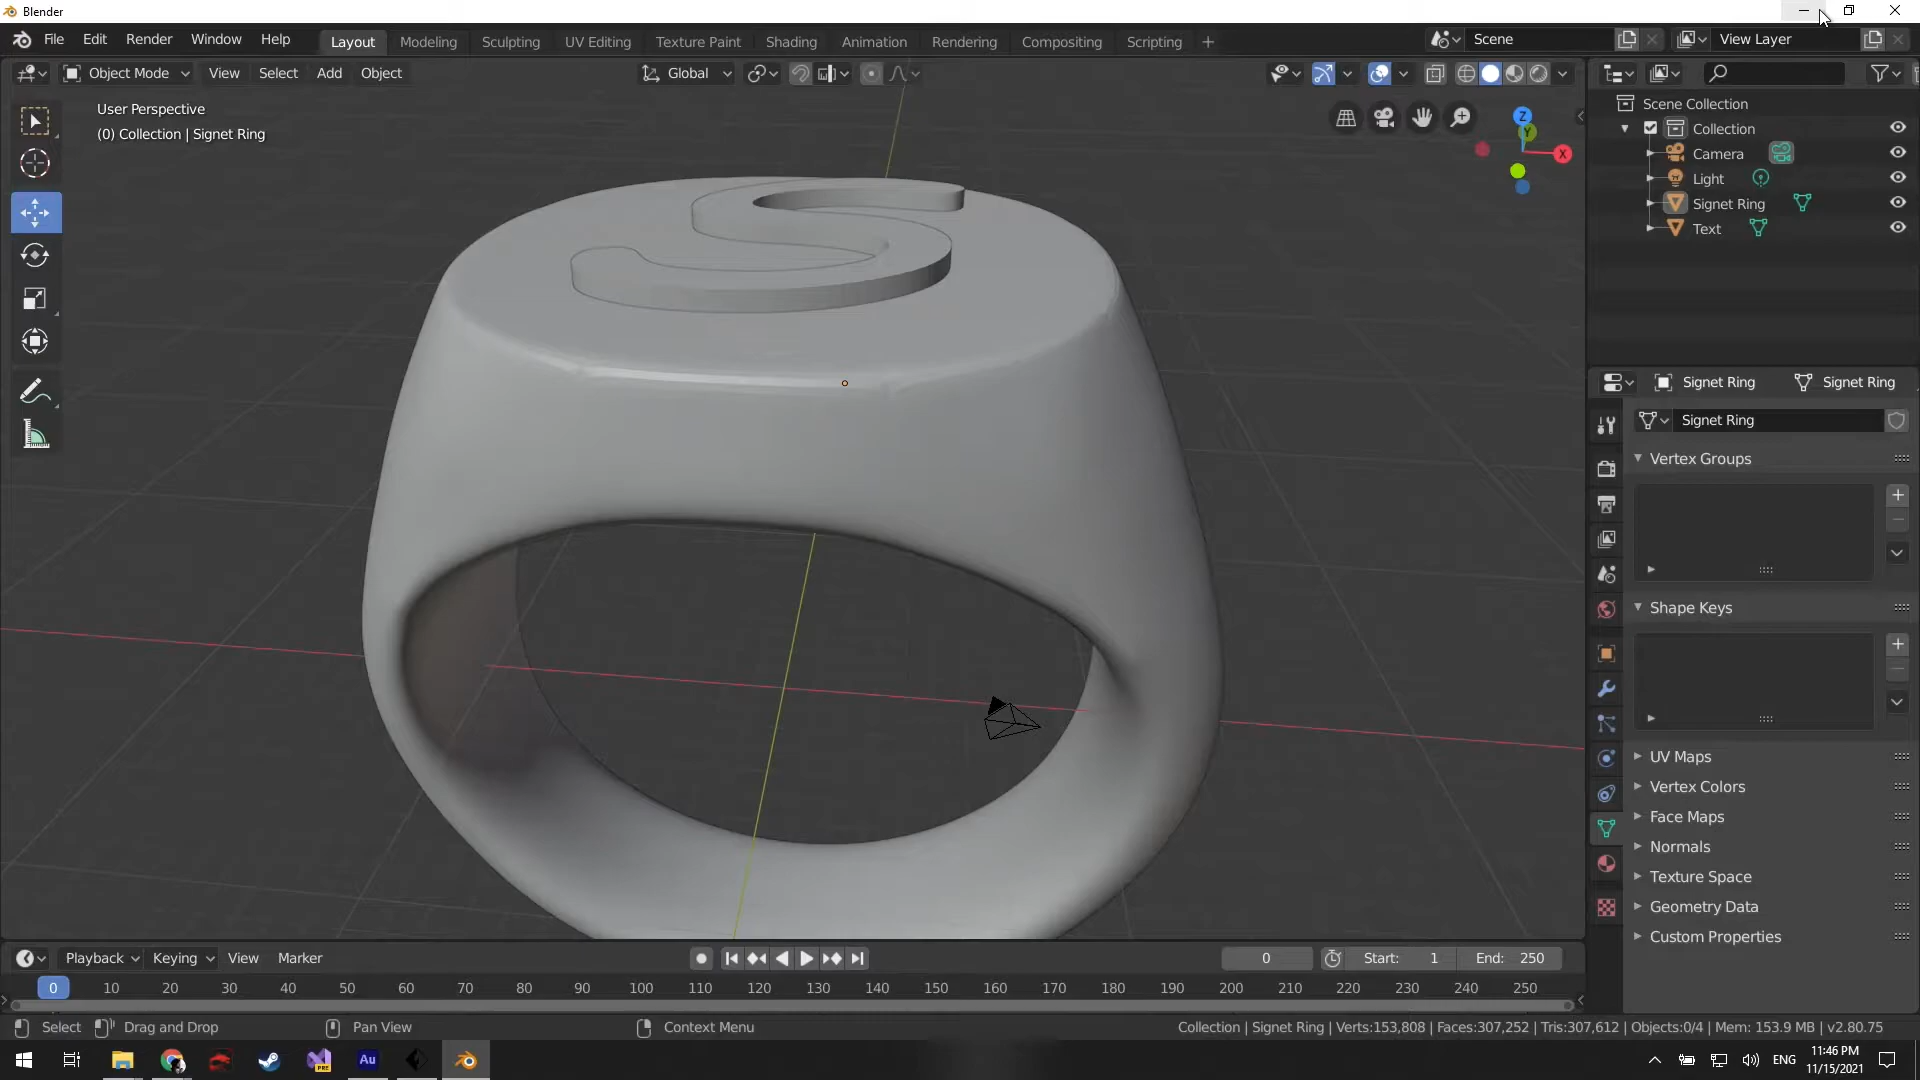 Blender
File Edit Render Window Help Layout Modeling Sculpting UV Editing Texture Paint Shading Animation Rendering Compositing Scripting + Scene View Layer
Object Mode View Select Add Object Global
User Perspective
(0) Collection | Signet Ring
Z
Y
X
S
Scene Collection
Collection
Camera
Light
Signet Ring
Text
Signet Ring Signet Ring
Signet Ring
Vertex Groups
Shape Keys
UV Maps
Vertex Colors
Face Maps
Normals
Texture Space
Geometry Data
Custom Properties
Playback Keying View Marker 0 Start: 1 End: 250
0 10 20 30 40 50 60 70 80 90 100 110 120 130 140 150 160 170 180 190 200 210 220 230 240 250
Select Drag and Drop Pan View Context Menu Collection | Signet Ring | Verts:153,808 | Faces:307,252 | Tris:307,612 | Objects:0/4 | Mem: 153.9 MB | v2.80.75
PRE Au ENG 11:46 PM
11/15/2021